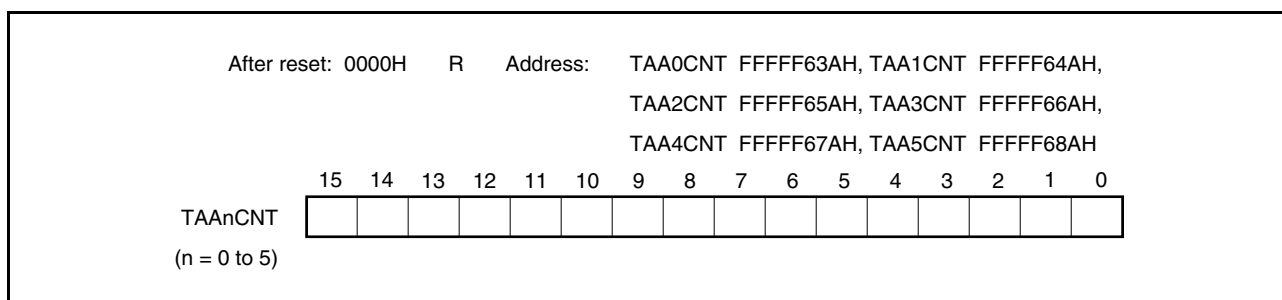 After reset: 0000H R Address: TAA0CNT FFFFF63AH, TAA1CNT FFFFF64AH,
TAA2CNT FFFFF65AH, TAA3CNT FFFFF66AH,
TAA4CNT FFFFF67AH, TAA5CNT FFFFF68AH
15 14 13 12 11 10 9 8 7 6 5 4 3 2 1 0
TAAnCNT
(n = 0 to 5)